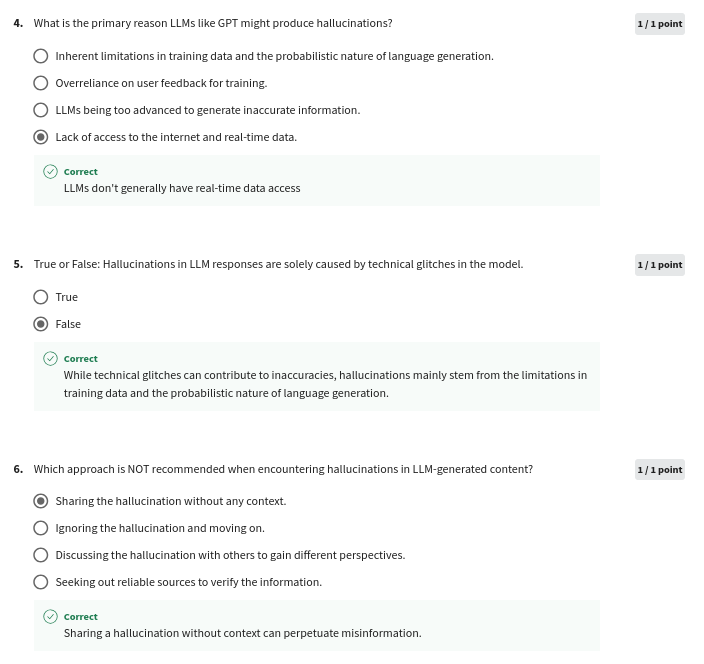 4. What is the primary reason LLMs like GPT might produce hallucinations? 1 / 1 point
Inherent limitations in training data and the probabilistic nature of language generation.
Overreliance on user feedback for training.
LLMs being too advanced to generate inaccurate information.
Lack of access to the internet and real-time data.
Correct
LLMs don't generally have real-time data access
5. True or False: Hallucinations in LLM responses are solely caused by technical glitches in the model. 1 / 1 point
True
False
Correct
While technical glitches can contribute to inaccuracies, hallucinations mainly stem from the limitations in
training data and the probabilistic nature of language generation.
6. Which approach is NOT recommended when encountering hallucinations in LLM-generated content? 1 / 1 point
Sharing the hallucination without any context.
Ignoring the hallucination and moving on.
Discussing the hallucination with others to gain different perspectives.
Seeking out reliable sources to verify the information.
Correct
Sharing a hallucination without context can perpetuate misinformation.